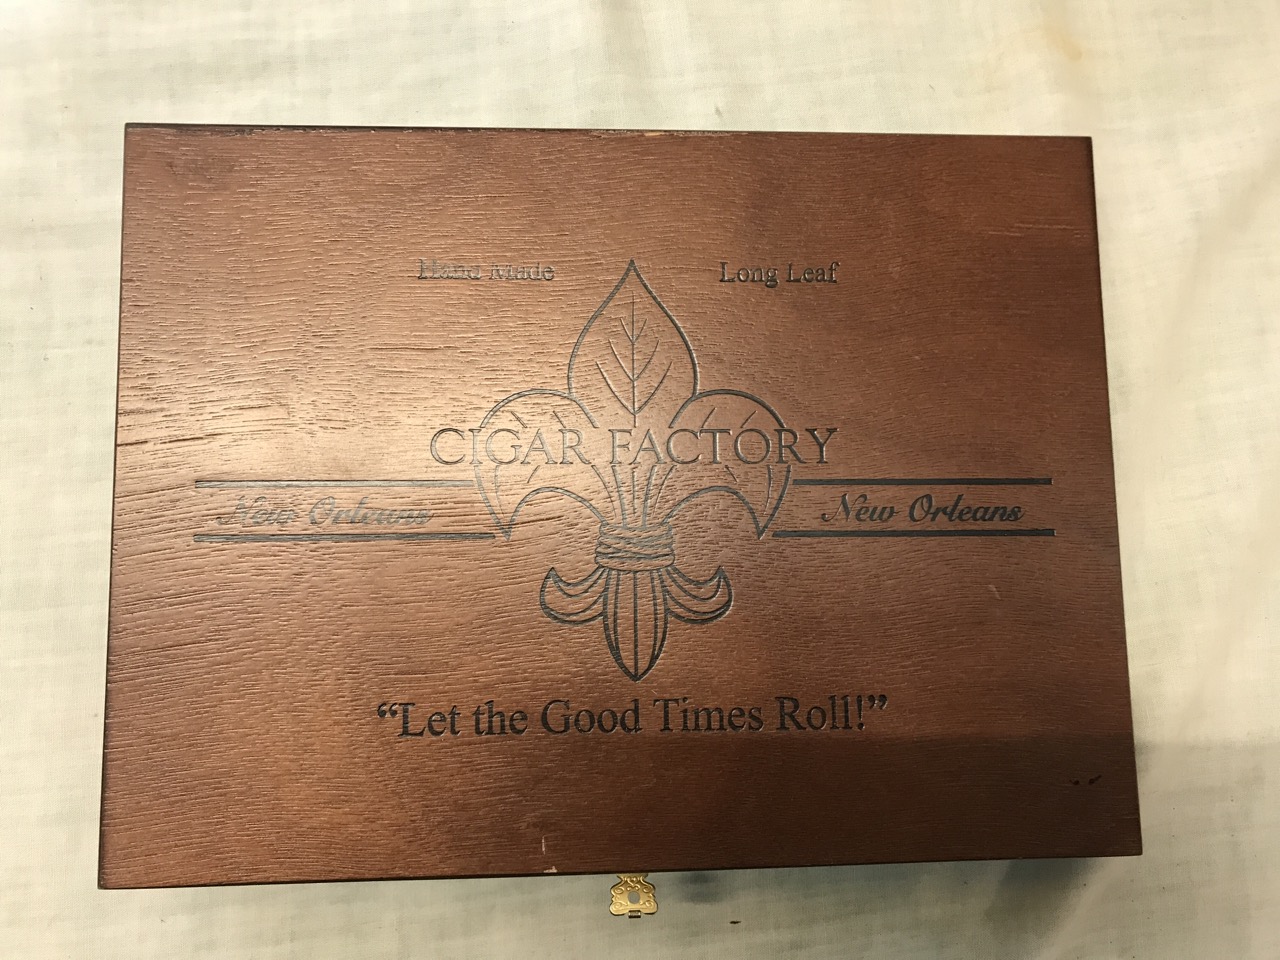 Hand Made Long Leaf
CIGAR FACTORY
New Orleans New Orleans
“Let the Good Times Roll!”